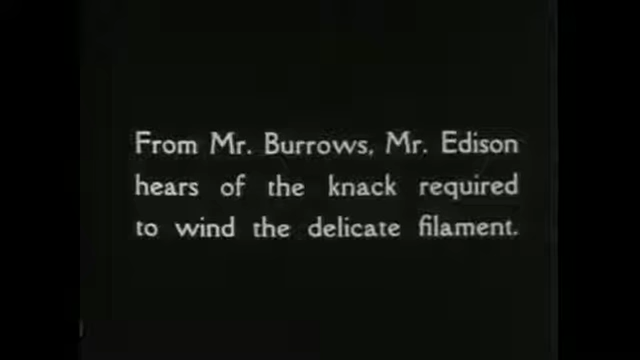 From Mr. Burrows, Mr. Edison
hears of the knack required
to wind the delicate filament.